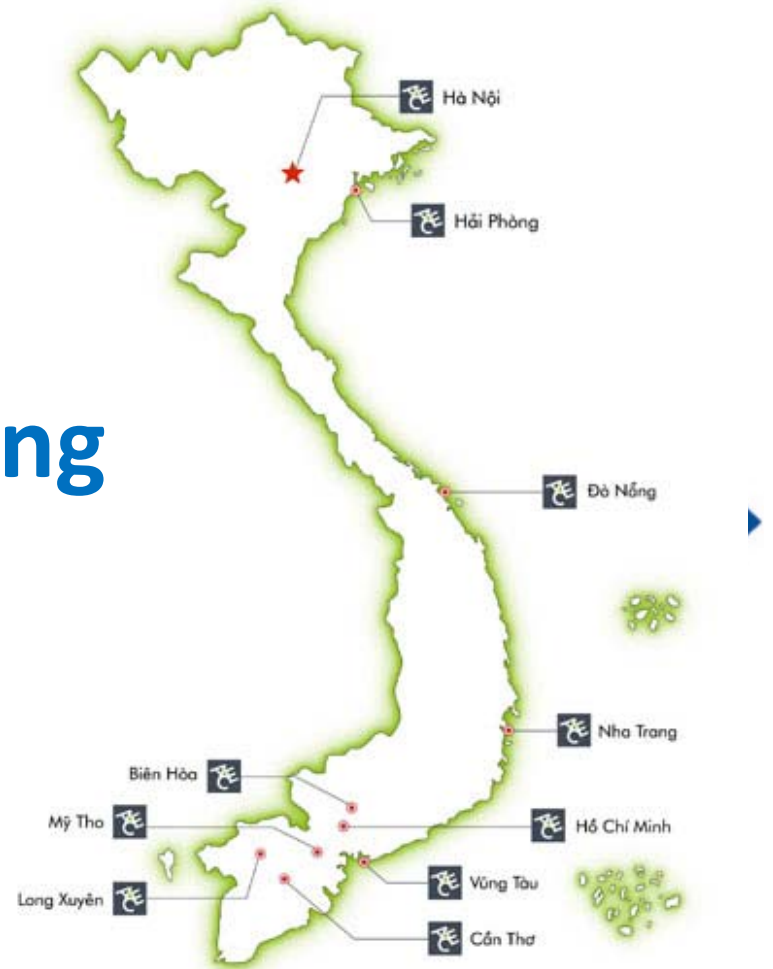 Hà Nội
Hải Phòng
ng
Đà Nẵng
Nha Trang
Biên Hòa
Mỹ Tho
Hồ Chí Minh
Long Xuyên
Vũng Tàu
Cần Thơ